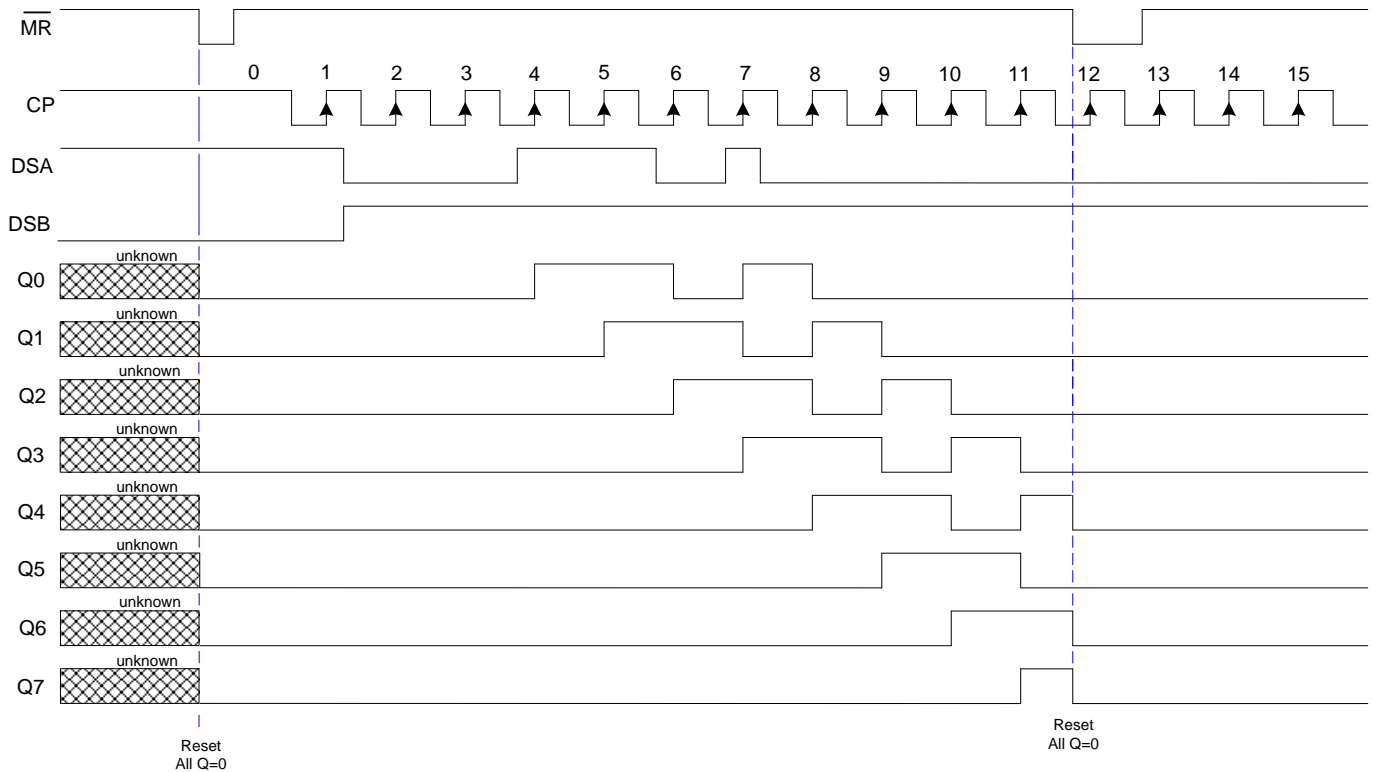 MR
0 1 2 3 4 5 6 7 8 9 10 11 12 13 14 15
CP
DSA
DSB
unknown
Q0
unknown
Q1
unknown
Q2
unknown
Q3
unknown
Q4
unknown
Q5
unknown
Q6
unknown
Q7
Reset
All Q=0
Reset
All Q=0